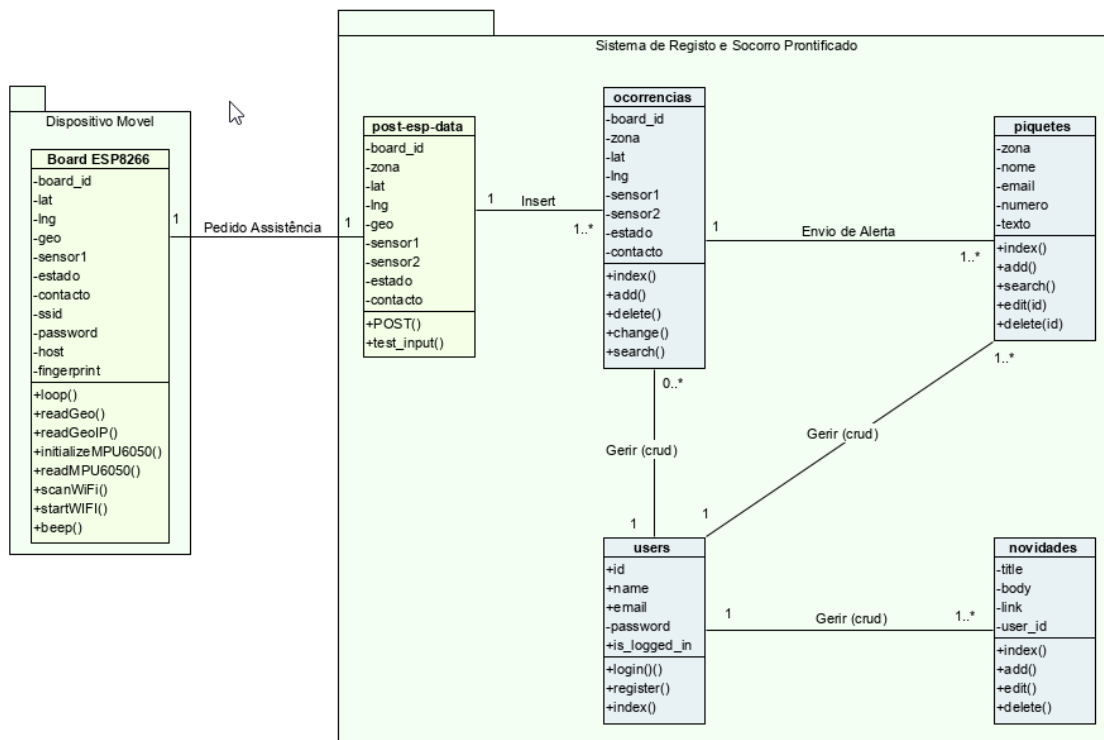 Sistema de Registo e Socorro Prontificado
Dispositivo Movel
Board ESP8266
-board_id
-lat
-lng
-geo
-sensor1
-estado
-contacto
-ssid
-password
-host
-fingerprint
+loop()
+readGeo()
+readGeoIP()
+initializeMPU6050()
+readMPU6050()
+scanWiFi()
+startWIFI()
+beep()
1
Pedido Assistência
1
post-esp-data
-board_id
-zona
-lat
-lng
-geo
-sensor1
-sensor2
-estado
-contacto
+POST()
+test_input()
1
Insert
1..*
ocorrencias
-board_id
-zona
-lat
-lng
-sensor1
-sensor2
-estado
-contacto
+index()
+add()
+delete()
+change()
+search()
1
Envio de Alerta
1..*
piquetes
-zona
-nome
-email
-numero
-texto
+index()
+add()
+search()
+edit(id)
+delete(id)
0..*
Gerir (crud)
1
1..*
Gerir (crud)
1
users
+id
+name
+email
-password
+is_logged_in
+login()()
+register()
+index()
1
Gerir (crud)
1..*
novidades
-title
-body
-link
-user_id
+index()
+add()
+edit()
+delete()